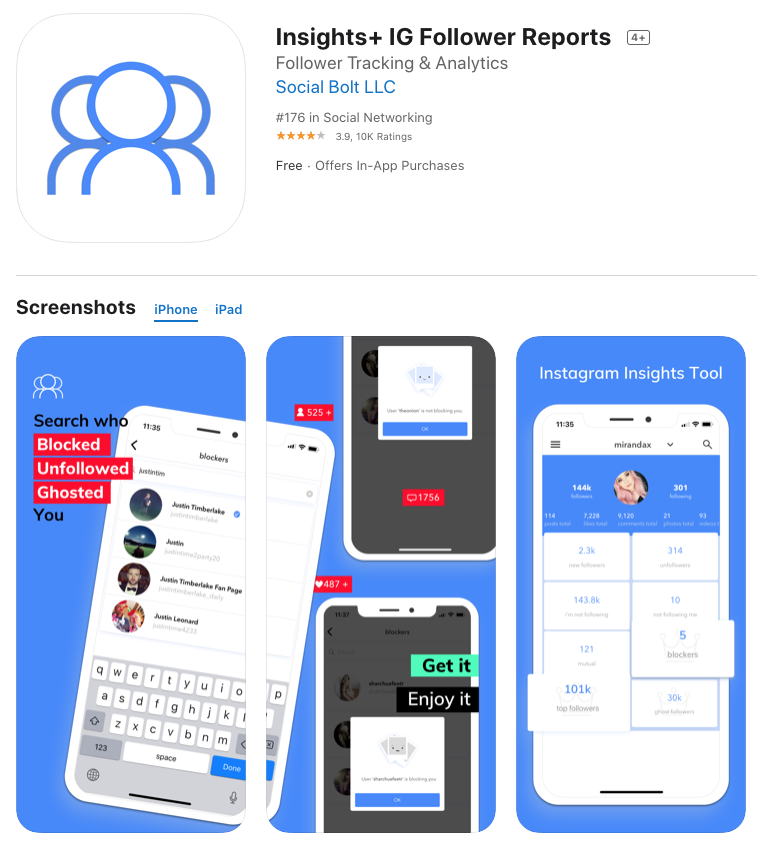 Insights+ IG Follower Reports 4+
Follower Tracking & Analytics
Social Bolt LLC
#176 in Social Networking
3.9, 10K Ratings
Free · Offers In-App Purchases
Screenshots iPhone iPad
Search who
Blocked
Unfollowed
Ghosted
You
11:35
blockers
justintim
Justin Timberlake
justintimberlake
Justin
justintime2party20
Justin Timberlake Fan Page
justintimberlake_daily
Justin Leonard
justintime4233
q w e r t y u i o p
a s d f g h j k l
z x c v b n m
123 space Done
525 +
User 'theonion' is not blocking you.
OK
1756
487 +
11:37
blockers
Get it
Enjoy it
User 'sharohuafeetr' is blocking you
OK
Instagram Insights Tool
11:35
mirandax
144k 301
followers following
114 7,228 9,120 21 93
posts total likes total comments total photos total videos
2.3k 314
new followers unfollowers
143.8k 10
i'm not following not following me
121 5
mutual blockers
101k 30k
top followers ghost followers